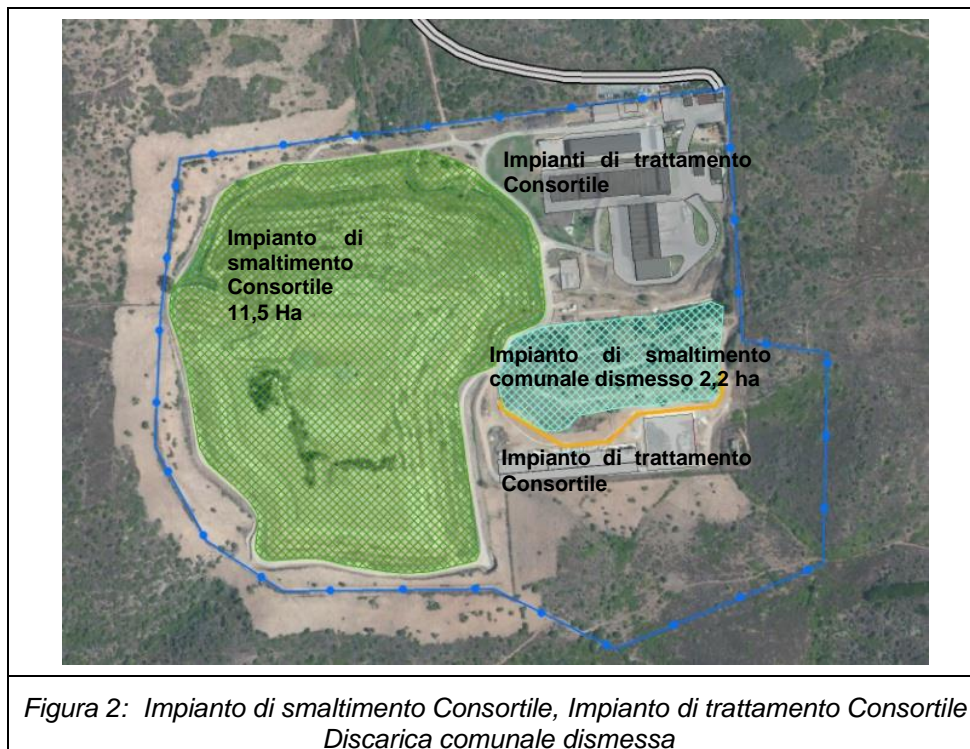 Impianti di trattamento
Consortile
Impianto di
smaltimento
Consortile
11,5 Ha
Impianto di smaltimento
comunale dismesso 2,2 ha
Impianto di trattamento
Consortile
Figura 2: Impianto di smaltimento Consortile, Impianto di trattamento Consortile
Discarica comunale dismessa